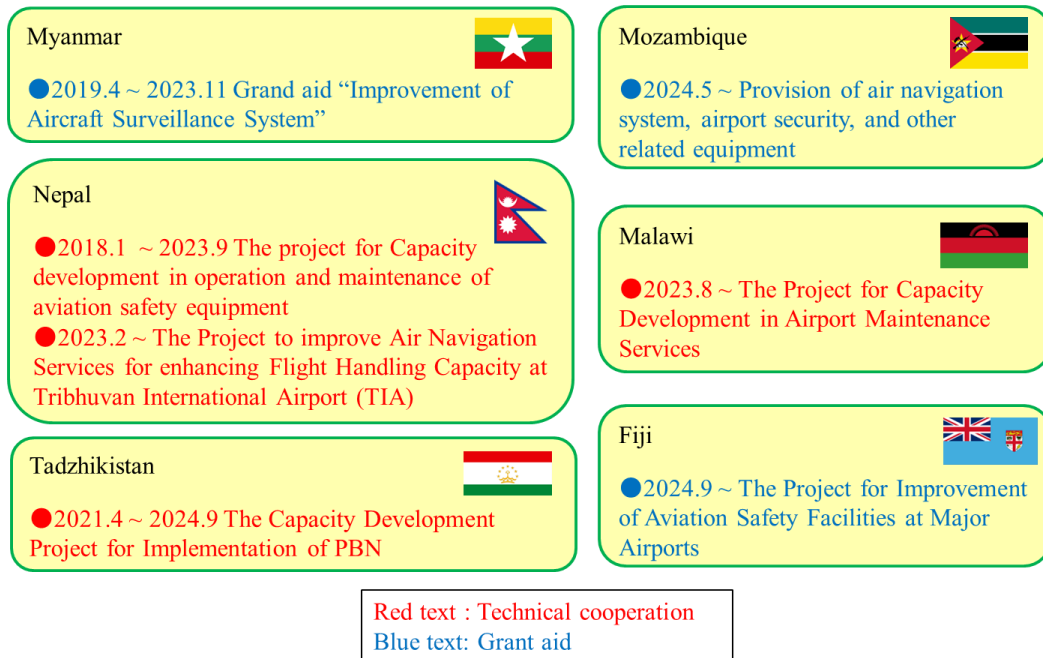 Myanmar
●2019.4 ~ 2023.11 Grand aid “Improvement of
Aircraft Surveillance System”
Nepal
●2018.1 ~ 2023.9 The project for Capacity
development in operation and maintenance of
aviation safety equipment
●2023.2 ~ The Project to improve Air Navigation
Services for enhancing Flight Handling Capacity at
Tribhuvan International Airport (TIA)
Tadzhikistan
●2021.4 ~ 2024.9 The Capacity Development
Project for Implementation of PBN
Mozambique
●2024.5 ~ Provision of air navigation
system, airport security, and other
related equipment
Malawi
●2023.8 ~ The Project for Capacity
Development in Airport Maintenance
Services
Fiji
●2024.9 ~ The Project for Improvement
of Aviation Safety Facilities at Major
Airports
Red text : Technical cooperation
Blue text: Grant aid